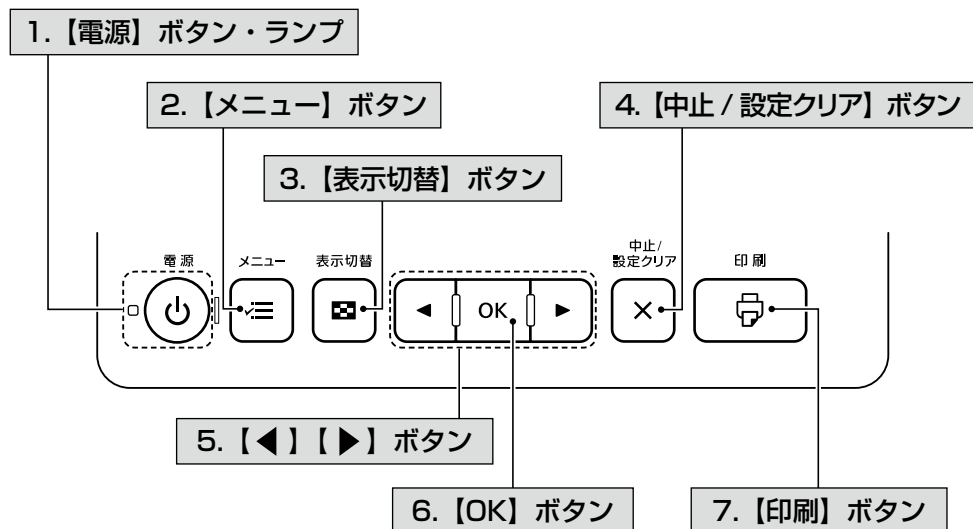 1.【電源】ボタン・ランプ
2.【メニュー】ボタン
4.【中止 / 設定クリア】ボタン
3.【表示切替】ボタン
電源
メニュー
表示切替
中止/
設定クリア
印刷
OK
5.【◀】【▶】ボタン
6.【OK】ボタン
7.【印刷】ボタン